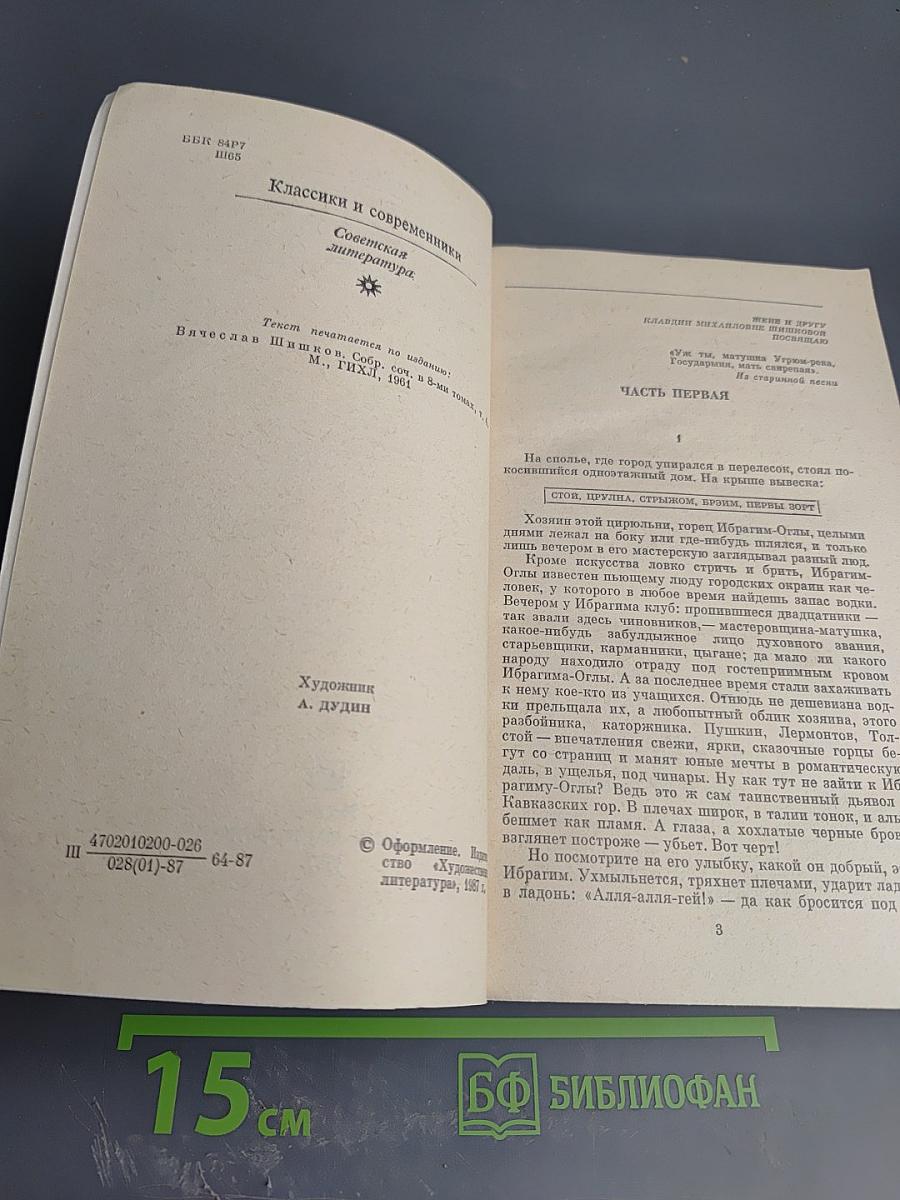 ББК 84Р7
Ш65
Классики и современники
Советская
литература
Текст печатается по изданию:
Вячеслав Шишков. Собр. соч. в 8-ми томах, т.
М., ГИХЛ, 1961
Художник
А. ДУДИН
Ш 4702010200-026
028(01)-87 64-87
© Оформление.
ство «Художествен
литература», 1987 г.
ЖЕНЕ И ДРУГУ
КЛАВДИИ МИХАЙЛОВНЕ ШИШКОВОЙ
ПОСВЯЩАЮ
«Уж ты, матушка Угрюм-река,
Государыня, мать свирепая».
Из старинной песни
ЧАСТЬ ПЕРВАЯ
1
На сполье, где город упирался в перелесок, стоял по-
косившийся одноэтажный дом. На крыше вывеска:
СТОЙ, ЦРУЛНА, СТРЫЖОМ, БРЭИМ, ПЕРВЫ ЗОРТ
Хозяин этой цирюльни, горец Ибрагим-Оглы, целыми
днями лежал на боку или где-нибудь шлялся, и только
лишь вечером в его мастерскую заглядывал разный люд.
Кроме искусства ловко стричь и брить, Ибрагим-
Оглы известен пьющему люду городских окраин как че-
ловек, у которого в любое время найдешь запас водки.
Вечером у Ибрагима клуб: пропившиеся двадцатники —
так звали здесь чиновников,— мастеровщина-матушка,
какое-нибудь забулдыжное лицо духовного звания,
старьевщики, карманники, цыгане; да мало ли какого
народу находило отраду под гостеприимным кровом
Ибрагима-Оглы. А за последнее время стали захаживать
к нему кое-кто из учащихся. Отнюдь не дешевизна вод-
ки прельщала их, а любопытный облик хозяина, этого
разбойника, каторжника. Пушкин, Лермонтов, Тол-
стой — впечатления свежи, ярки, сказочные горцы бе-
гут со страниц и манят юные мечты в романтическую
даль, в ущелья, под чинары. Ну как тут не зайти к Иб
рагиму-Оглы? Ведь это ж сам таинственный дьявол
Кавказских гор. В плечах широк, в талии тонок, и алы
бешмет как пламя. А глаза, а хохлатые черные бров
взглянет построже — убьет. Вот черт!
Но посмотрите на его улыбку, какой он добрый, э
Ибрагим. Ухмыльнется, тряхнет плечами, ударит лад
в ладонь: «Алля-алля-гей!» — да как бросится под
3
15 см
БФ БИБЛИОФАН